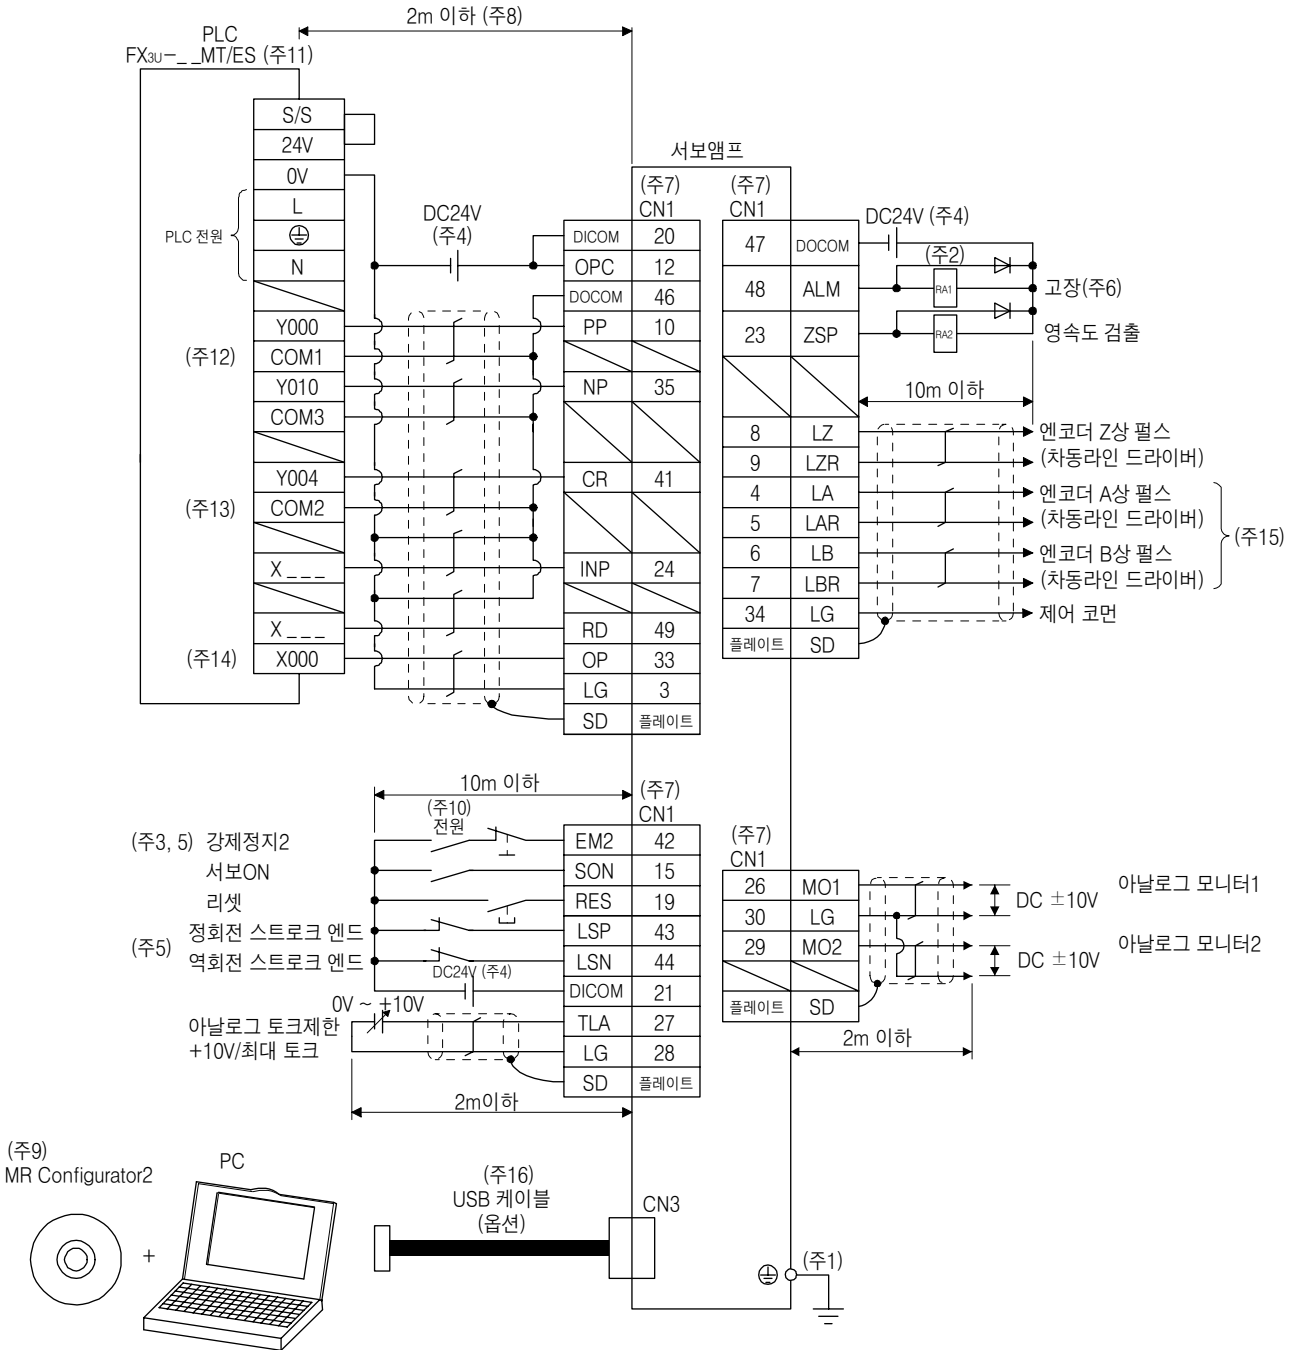 2m 이하 (주8)
PLC
FX3U-_ _MT/ES (주11)
S/S
24V
0V
L
N
PLC 전원
Y000
(주12) COM1
Y010
COM3
Y004
(주13) COM2
X _ _ _
X _ _ _
(주14) X000
DC24V
(주4)
서보앰프
(주7)
CN1
DICOM 20
OPC 12
DOCOM 46
PP 10
NP 35
CR 41
INP 24
RD 49
OP 33
LG 3
SD 플레이트
(주7)
CN1
47 DOCOM
48 ALM
23 ZSP
8 LZ
9 LZR
4 LA
5 LAR
6 LB
7 LBR
34 LG
플레이트 SD
DC24V (주4)
(주2)
RA1
고장(주6)
RA2
영속도 검출
10m 이하
엔코더 Z상 펄스
(차동라인 드라이버)
엔코더 A상 펄스
(차동라인 드라이버)
엔코더 B상 펄스
(차동라인 드라이버)
(주15)
제어 코먼
10m 이하
(주7)
CN1
(주10)
전원
(주3, 5) 강제정지2
EM2 42
서보ON
SON 15
리셋
RES 19
정회전 스트로크 엔드
LSP 43
(주5)
역회전 스트로크 엔드
LSN 44
DC24V (주4)
DICOM 21
0V ~ +10V
아날로그 토크제한
+10V/최대 토크
TLA 27
LG 28
SD 플레이트
2m이하
(주7)
CN1
26 MO1
30 LG
29 MO2
플레이트 SD
DC ±10V
아날로그 모니터1
DC ±10V
아날로그 모니터2
2m 이하
(주9)
MR Configurator2
PC
+
(주16)
USB 케이블
(옵션)
CN3
(주1)